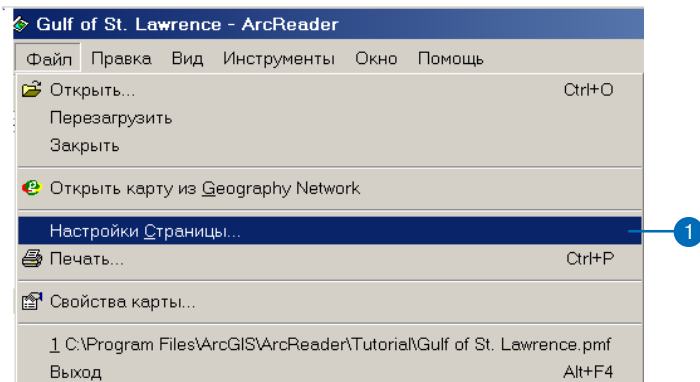 Gulf of St. Lawrence - ArcReader
Файл Правка Вид Инструменты Окно Помощь
Открыть... Ctrl+O
Перезагрузить
Закрыть
Открыть карту из Geography Network
Настройки Страницы... 1
Печать... Ctrl+P
Свойства карты...
1 C:\Program Files\ArcGIS\ArcReader\Tutorial\Gulf of St. Lawrence.pmf
Выход Alt+F4